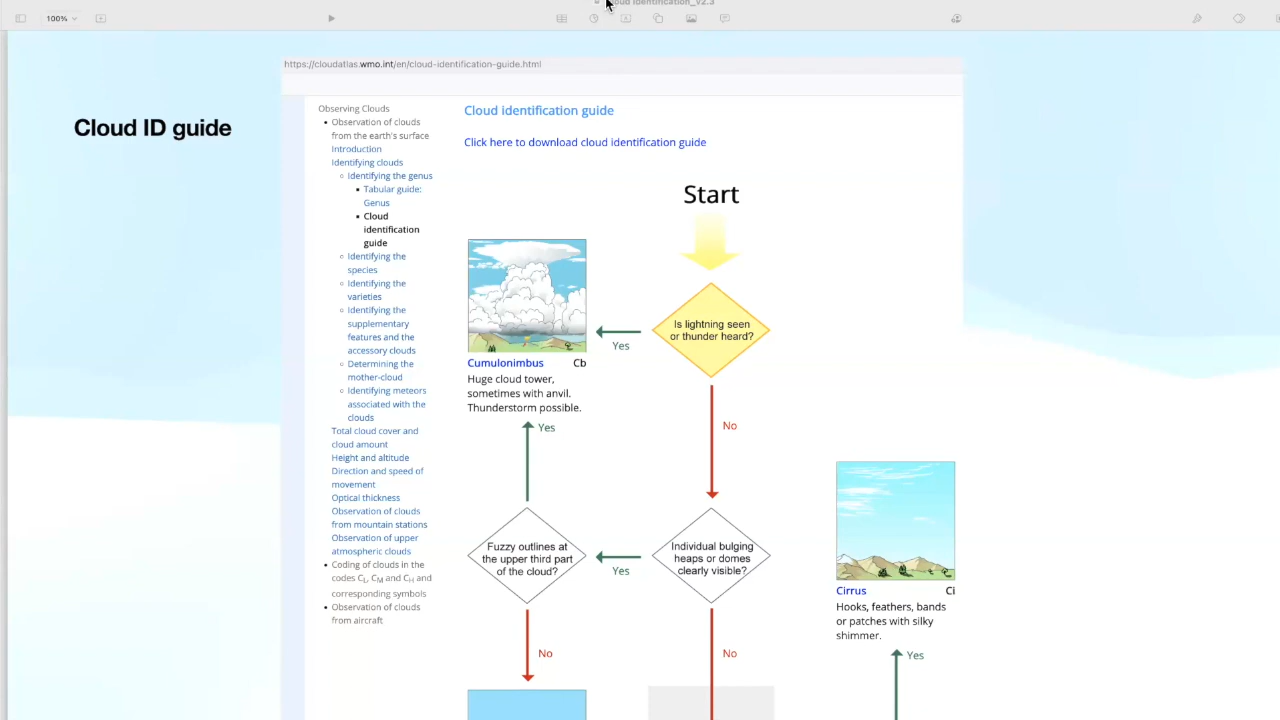 cloud identification_v2.3
100%
https://cloudatlas.wmo.int/en/cloud-identification-guide.html
Cloud ID guide
Observing Clouds
Observation of clouds
from the earth's surface
Introduction
Identifying clouds
Identifying the genus
Tabular guide:
Genus
Cloud
identification
guide
Identifying the
species
Identifying the
varieties
Identifying the
supplementary
features and the
accessory clouds
Determining the
mother-cloud
Identifying meteors
associated with the
clouds
Total cloud cover and
cloud amount
Height and altitude
Direction and speed of
movement
Optical thickness
Observation of clouds
from mountain stations
Observation of upper
atmospheric clouds
Coding of clouds in the
codes CL, CM and CH and
corresponding symbols
Observation of clouds
from aircraft
Cloud identification guide
Click here to download cloud identification guide
Start
Is lightning seen
or thunder heard?
Yes
Cumulonimbus Cb
Huge cloud tower,
sometimes with anvil.
Thunderstorm possible.
Yes
No
Fuzzy outlines at
the upper third part
of the cloud?
Yes
Individual bulging
heaps or domes
clearly visible?
Cirrus Ci
Hooks, feathers, bands
or patches with silky
shimmer.
No
No
Yes